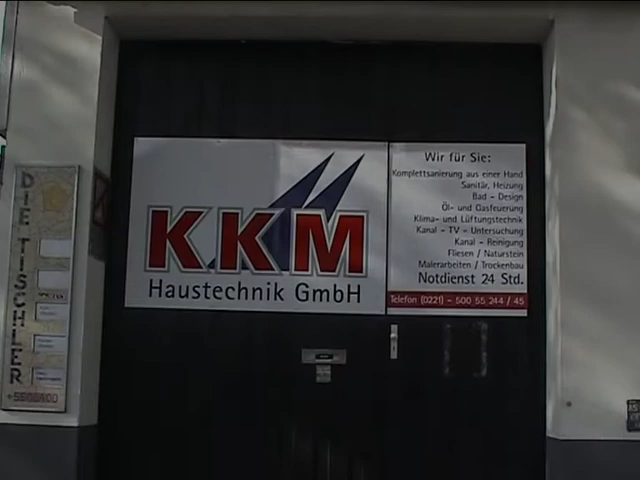 DIE TISCHLER
KKM
Haustechnik GmbH
Wir für Sie:
Komplettsanierung aus einer Hand
Sanitär, Heizung
Bad - Design
Öl- und Gasfeuerung
Klima- und Lüftungstechnik
Kanal - TV - Untersuchung
Kanal - Reinigung
Fliesen / Naturstein
Malerarbeiten / Trockenbau
Notdienst 24 Std.
Telefon (0221) - 500 55 244 / 45